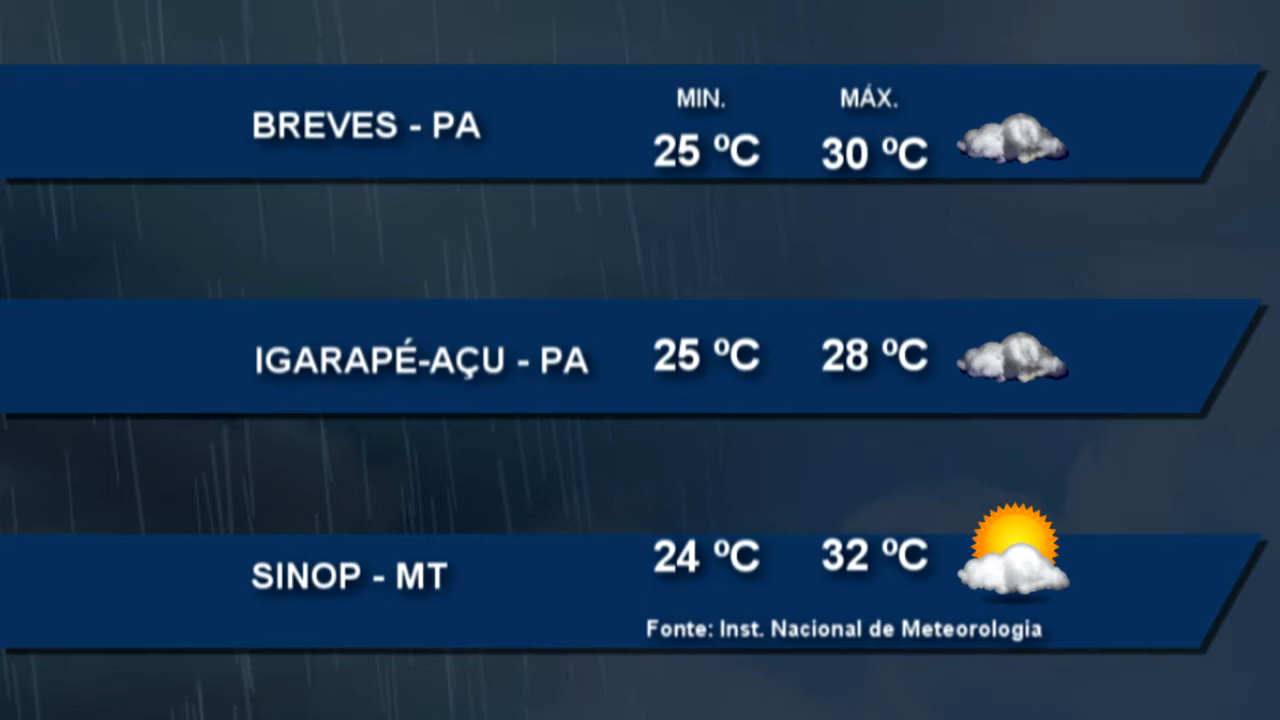 MIN. MÁX.
BREVES - PA 25 ºC 30 ºC
IGARAPÉ-AÇU - PA 25 ºC 28 ºC
SINOP - MT 24 ºC 32 ºC
Fonte: Inst. Nacional de Meteorologia